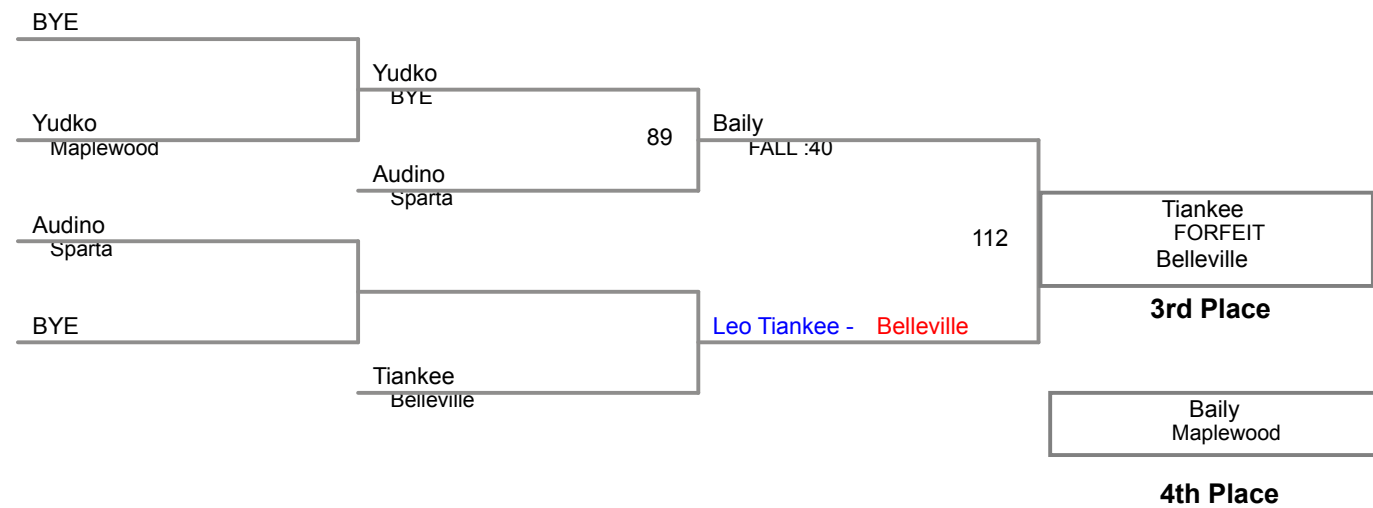 BYE
Yudko
BYE
Yudko
Maplewood
89
Baily
FALL :40
Audino
Sparta
Audino
Sparta
112
Tiankee
FORFEIT
Belleville
3rd Place
BYE
Leo Tiankee - Belleville
Tiankee
Belleville
Baily
Maplewood
4th Place